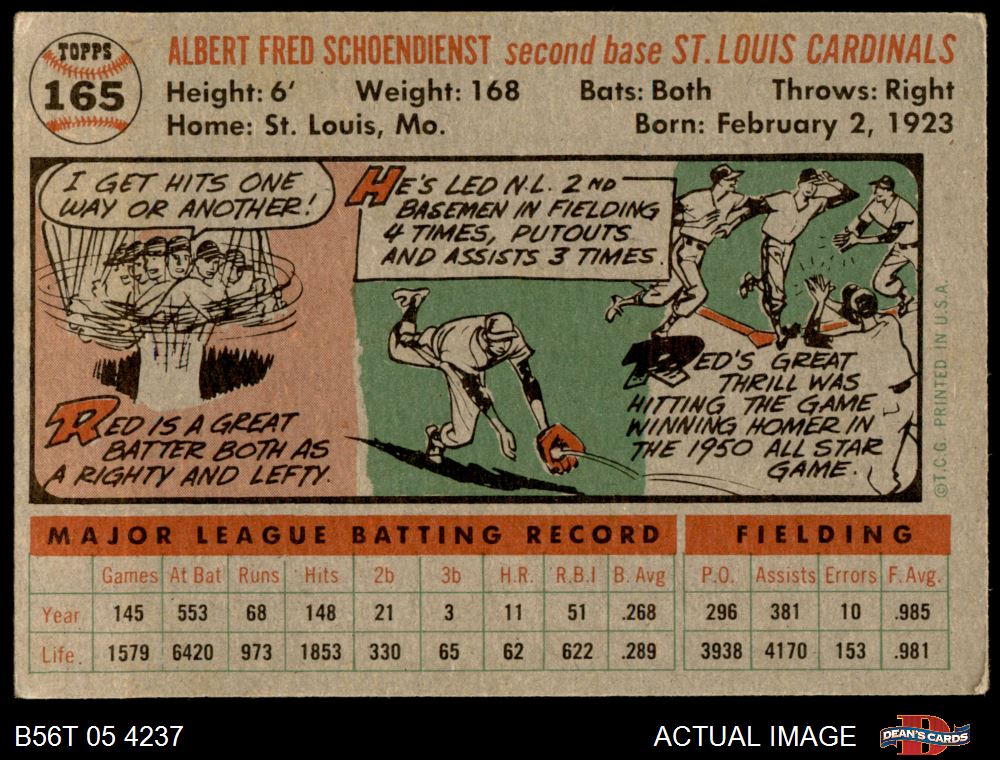 TOPPS
165
ALBERT FRED SCHOENDIENST second base ST. LOUIS CARDINALS
Height: 6' Weight: 168 Bats: Both Throws: Right
Home: St. Louis, Mo. Born: February 2, 1923
I GET HITS ONE
WAY OR ANOTHER!
RED IS A GREAT
BATTER BOTH AS
A RIGHTY AND LEFTY.
HE'S LED N.L. 2ND
BASEMEN IN FIELDING
4 TIMES, PUTOUTS
AND ASSISTS 3 TIMES.
RED'S GREAT
THRILL WAS
HITTING THE GAME
WINNING HOMER IN
THE 1950 ALL STAR
GAME.
©T.C.G. PRINTED IN U.S.A.
MAJOR LEAGUE BATTING RECORD FIELDING
Games At Bat Runs Hits 2b 3b H.R. R.B.I B. Avg P.O. Assists Errors F. Avg.
Year 145 553 68 148 21 3 11 51 .268 296 381 10 .985
Life. 1579 6420 973 1853 330 65 62 622 .289 3938 4170 153 .981
B56T 05 4237 ACTUAL IMAGE
DEAN'S CARDS